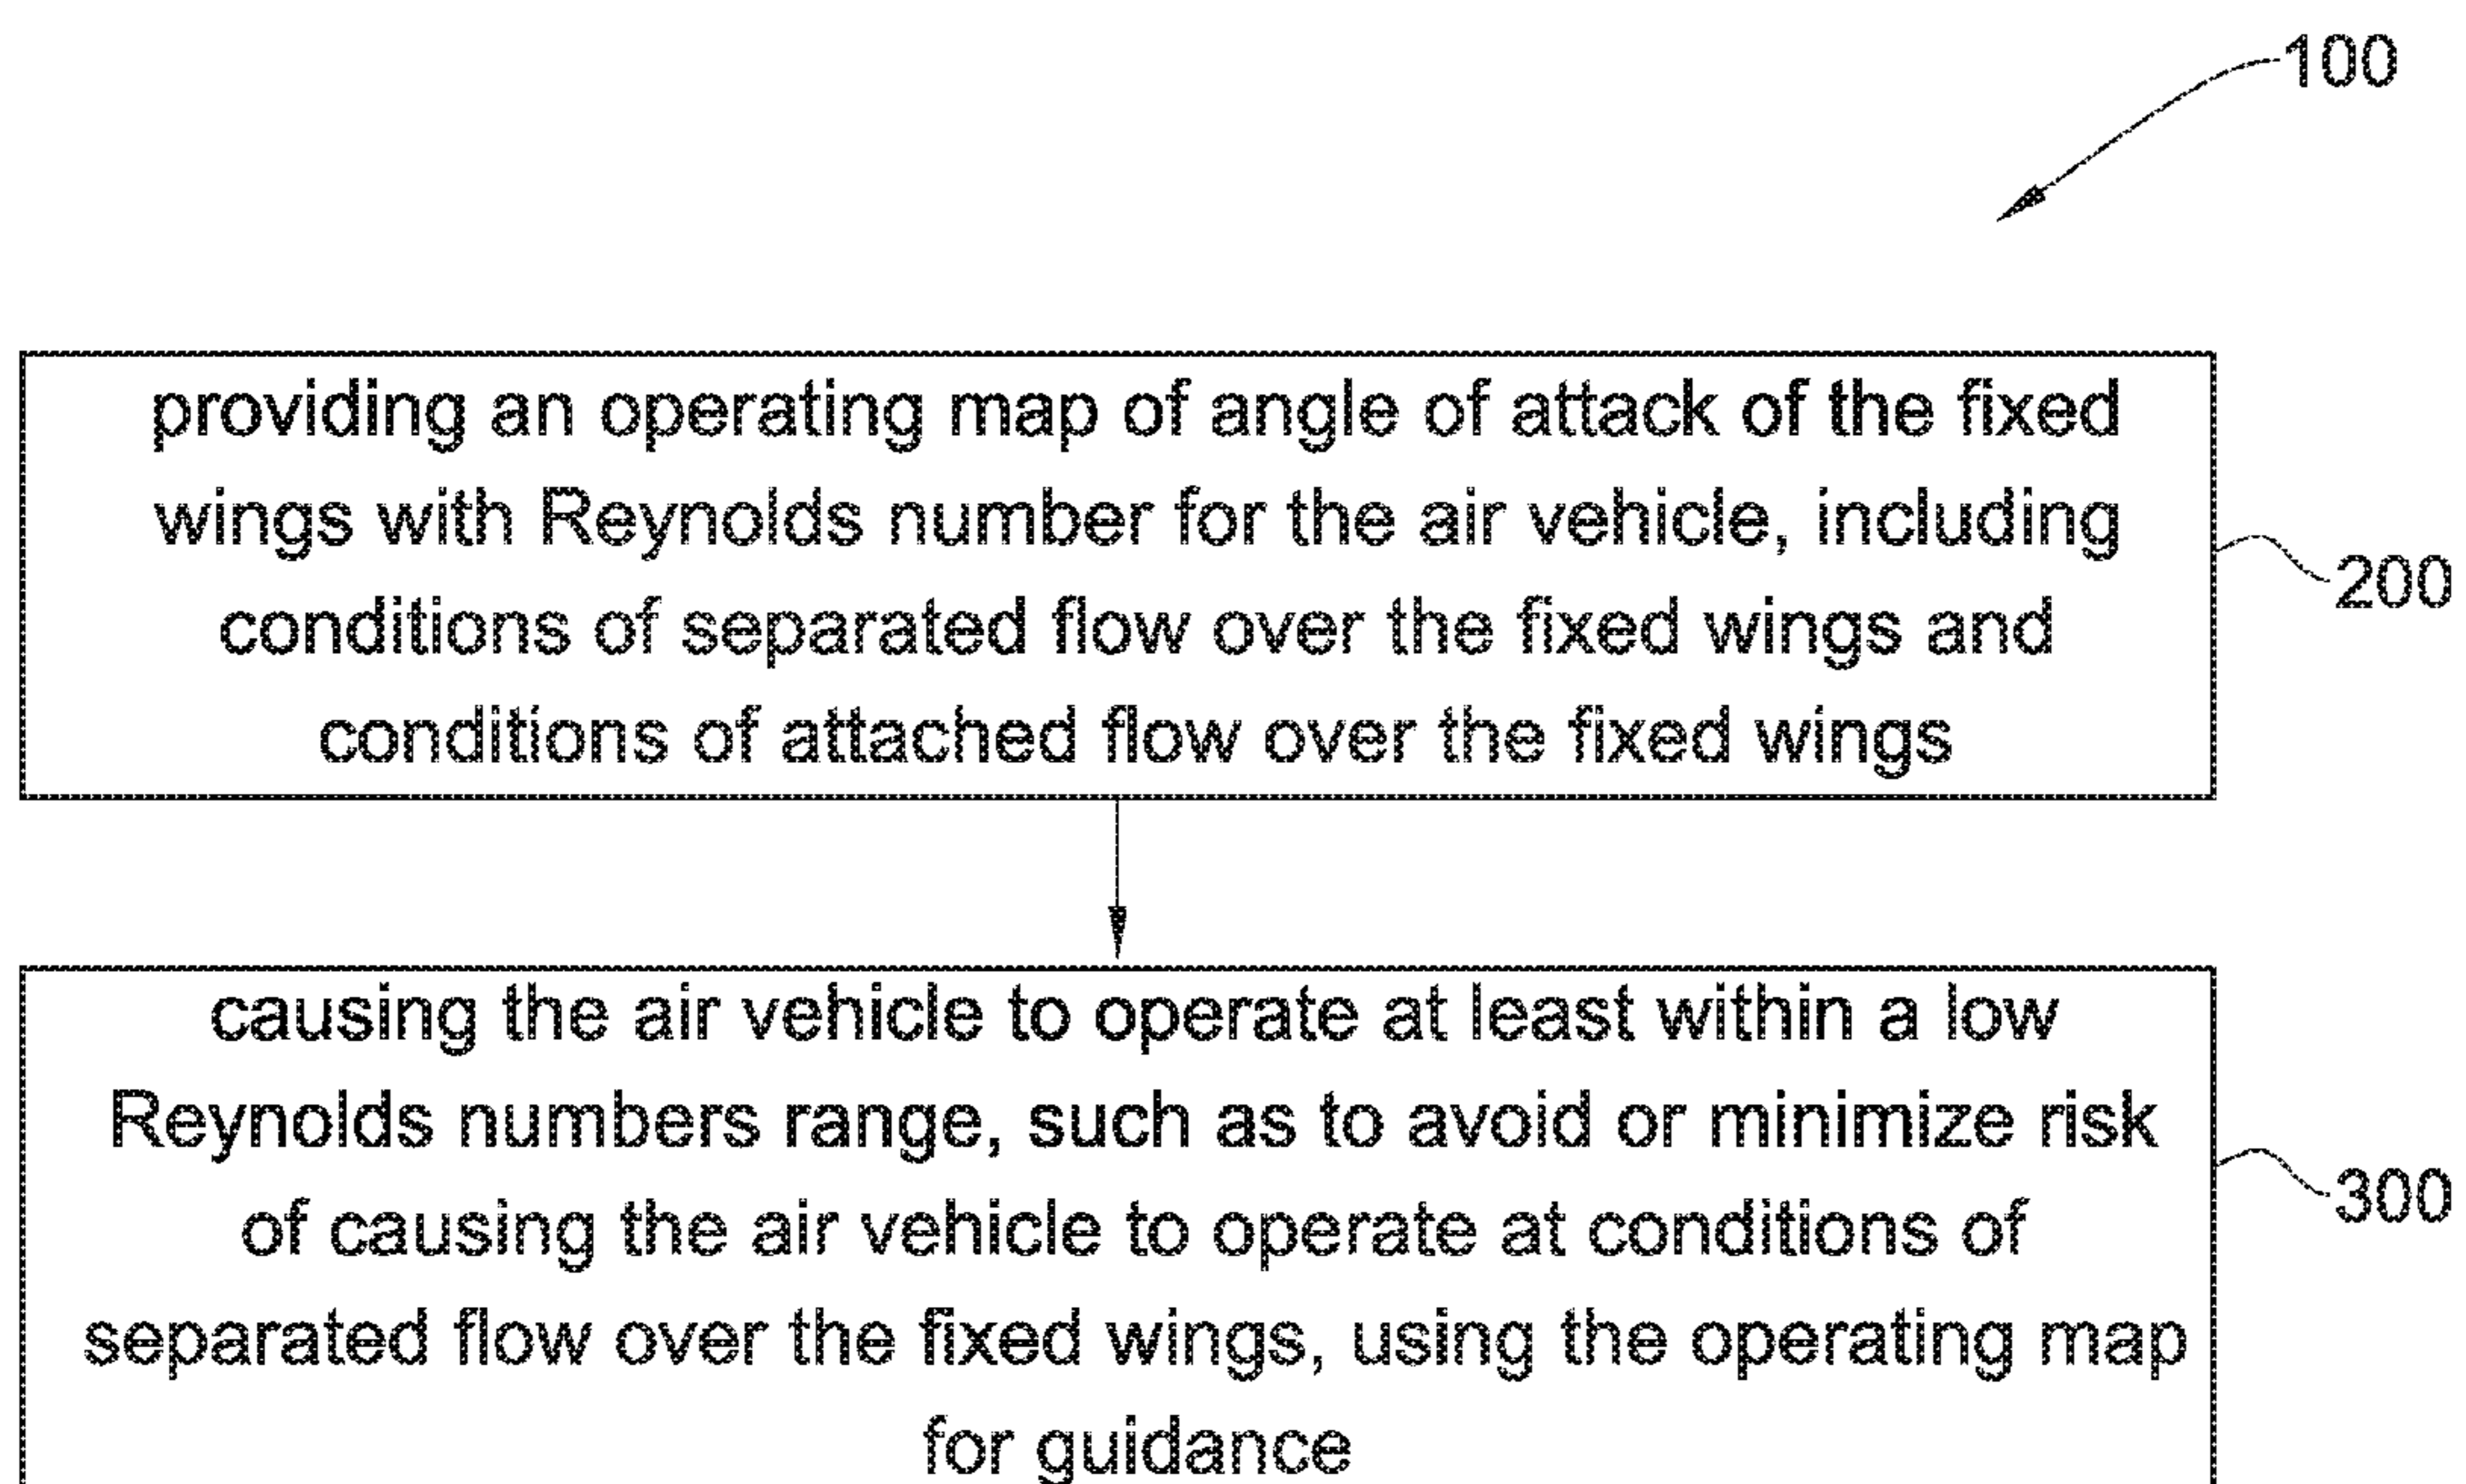 100
providing an operating map of angle of attack of the fixed
wings with Reynolds number for the air vehicle, including
conditions of separated flow over the fixed wings and
conditions of attached flow over the fixed wings
200
causing the air vehicle to operate at least within a low
Reynolds numbers range, such as to avoid or minimize risk
of causing the air vehicle to operate at conditions of
separated flow over the fixed wings, using the operating map
for guidance
300